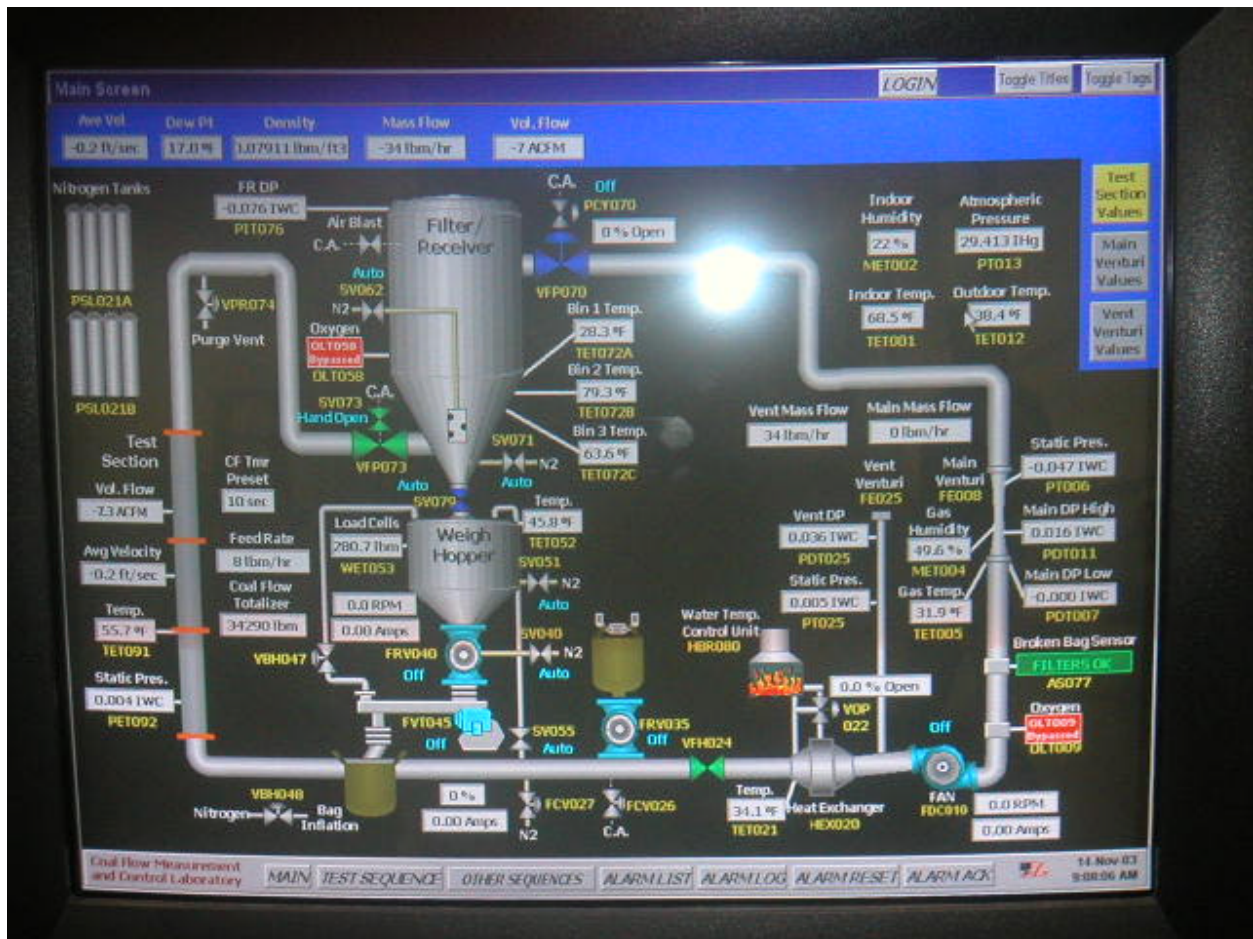 Main Screen
LOGIN
Toggle Titles
Toggle Tags
Ave Vel.
Dew Pt
Density
Mass Flow
Vol. Flow
-0.2 ft/sec
17.0 °F
1.07911 lbm/ft3
-34 lbm/hr
-7 ACFM
Nitrogen Tanks
PSL021A
PSL021B
FR DP
-0.076 IWC
PIT076
Air Blast
C.A.
Filter/
Receiver
C.A.
Off
PCY070
0 % Open
VFP070
Indoor
Humidity
22 %
MET002
Atmospheric
Pressure
29.413 IHg
PT013
Test
Section
Values
Main
Venturi
Values
Vent
Venturi
Values
Indoor Temp.
68.5 °F
TET001
Outdoor Temp.
38.4 °F
TET012
VPR074
Purge Vent
Auto
SV062
N2
Oxygen
OLT058
Bypassed
OLT058
SV073
C.A.
Hand Open
VFP073
Bin 1 Temp.
28.3 °F
TET072A
Bin 2 Temp.
79.3 °F
TET072B
Bin 3 Temp.
63.6 °F
TET072C
SV071
N2
Auto
Auto
SV079
Vent Mass Flow
34 lbm/hr
Main Mass Flow
0 lbm/hr
Test
Section
Vol. Flow
-7.3 ACFM
Avg Velocity
-0.2 ft/sec
Temp.
55.7 °F
TET091
Static Pres.
0.004 IWC
PET092
CF Tmr
Preset
10 sec
Feed Rate
8 lbm/hr
Coal Flow
Totalizer
34290 lbm
Load Cells
280.7 lbm
WET053
Weigh
Hopper
Temp.
45.8 °F
TET052
SV051
N2
Auto
0.0 RPM
0.00 Amps
VBH047
FRV040
Off
SV040
N2
Auto
FVT045
Off
SV055
Auto
FRV035
Off
VFH024
Vent
Venturi
FE025
Main
Venturi
FE008
Vent DP
0.036 IWC
PDT025
Static Pres.
0.005 IWC
PT025
Gas
Humidity
49.6 %
MET004
Gas Temp.
31.9 °F
TET005
Static Pres.
-0.047 IWC
PT006
Main DP High
0.016 IWC
PDT011
Main DP Low
-0.000 IWC
PDT007
Water Temp.
Control Unit
HBR080
0.0 % Open
VOP
022
Broken Bag Sensor
FILTERS OK
AS077
Oxygen
OLT009
Bypassed
OLT009
Off
FAN
FDC010
0.0 RPM
0.00 Amps
VBH048
Nitrogen
Bag
Inflation
0 %
0.00 Amps
FCV027
N2
FCV026
C.A.
Temp.
34.1 °F
TET021
Heat Exchanger
HEX020
Coal Flow Measurement
and Control Laboratory
MAIN
TEST SEQUENCE
OTHER SEQUENCES
ALARM LIST
ALARM LOG
ALARM RESET
ALARM ACK
14 Nov 03
9:08:06 AM